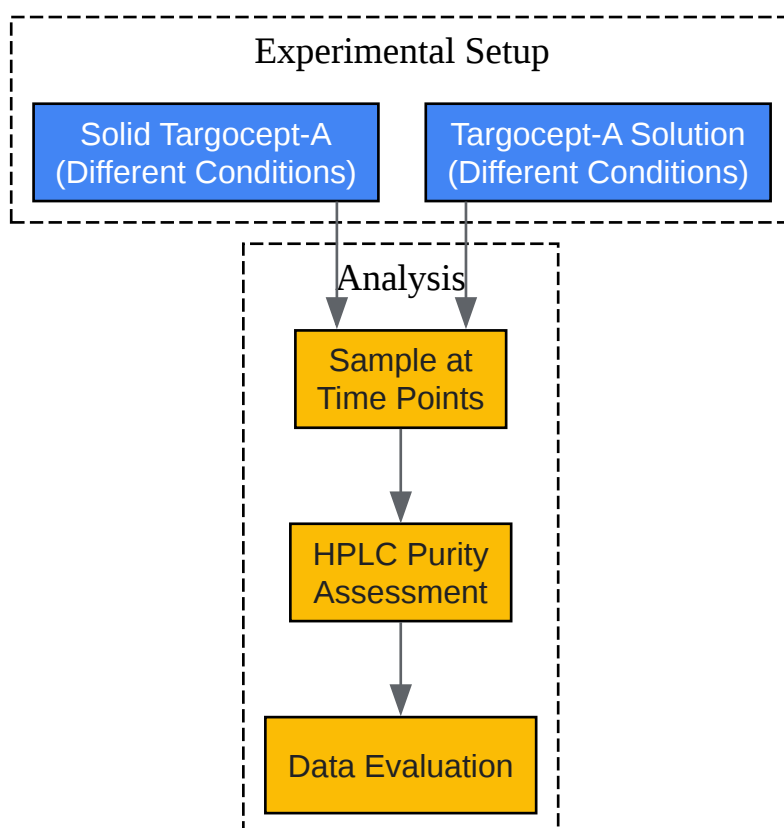 Experimental Setup
Solid Targocept-A
(Different Conditions)
Targocept-A Solution
(Different Conditions)
Analysis
Sample at
Time Points
HPLC Purity
Assessment
Data Evaluation